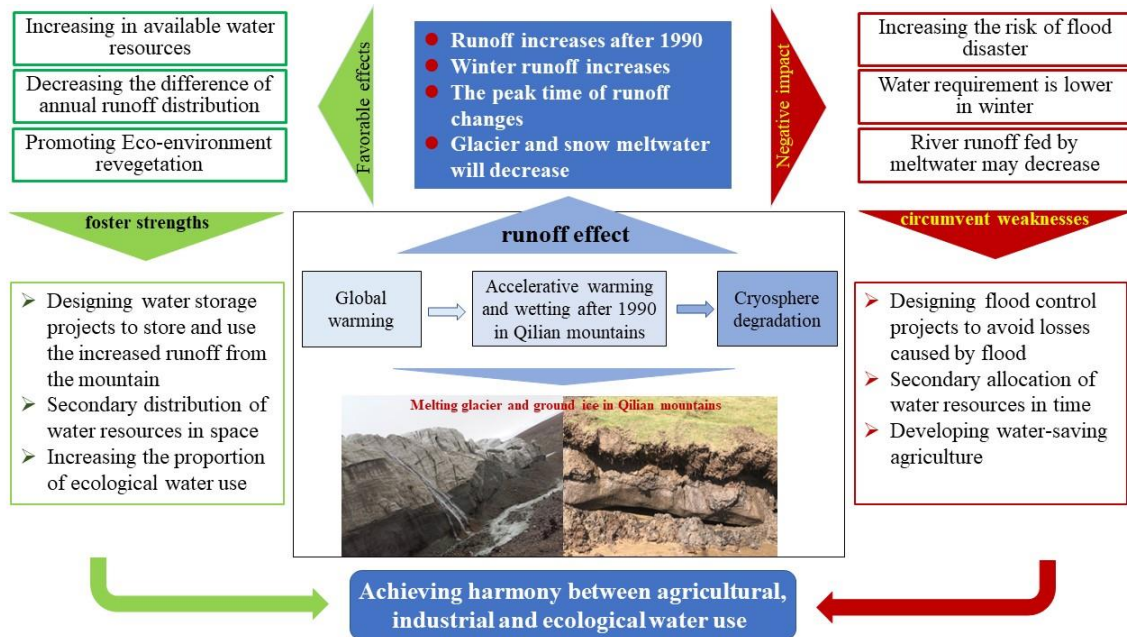 Increasing in available water
resources
Decreasing the difference of
annual runoff distribution
Promoting Eco-environment
revegetation
Favorable effects
Runoff increases after 1990
Winter runoff increases
The peak time of runoff
changes
Glacier and snow meltwater
will decrease
Negative impact
Increasing the risk of flood
disaster
Water requirement is lower
in winter
River runoff fed by
meltwater may decrease
foster strengths
runoff effect
circumvent weaknesses
Designing water storage
projects to store and use
the increased runoff from
the mountain
Secondary distribution of
water resources in space
Increasing the proportion
of ecological water use
Global
warming
Accelerative warming
and wetting after 1990
in Qilian mountains
Cryosphere
degradation
Melting glacier and ground ice in Qilian mountains
Designing flood control
projects to avoid losses
caused by flood
Secondary allocation of
water resources in time
Developing water-saving
agriculture
Achieving harmony between agricultural,
industrial and ecological water use